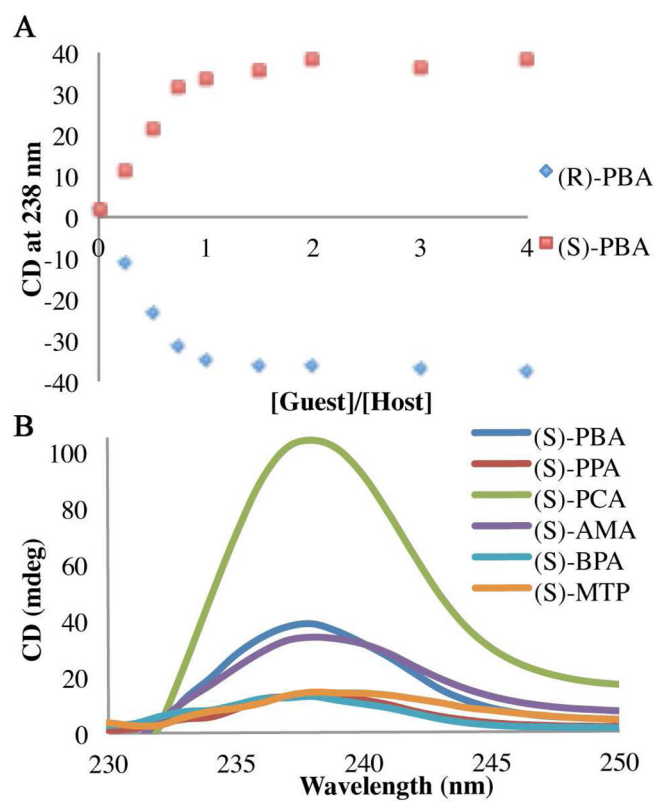 A
CD at 238 nm
40
30
20
10
0
-10
-20
-30
-40
0 1 2 3 4
[Guest]/[Host]
(R)-PBA
(S)-PBA
B
CD (mdeg)
100
80
60
40
20
0
230 235 240 245 250
Wavelength (nm)
(S)-PBA
(S)-PPA
(S)-PCA
(S)-AMA
(S)-BPA
(S)-MTP